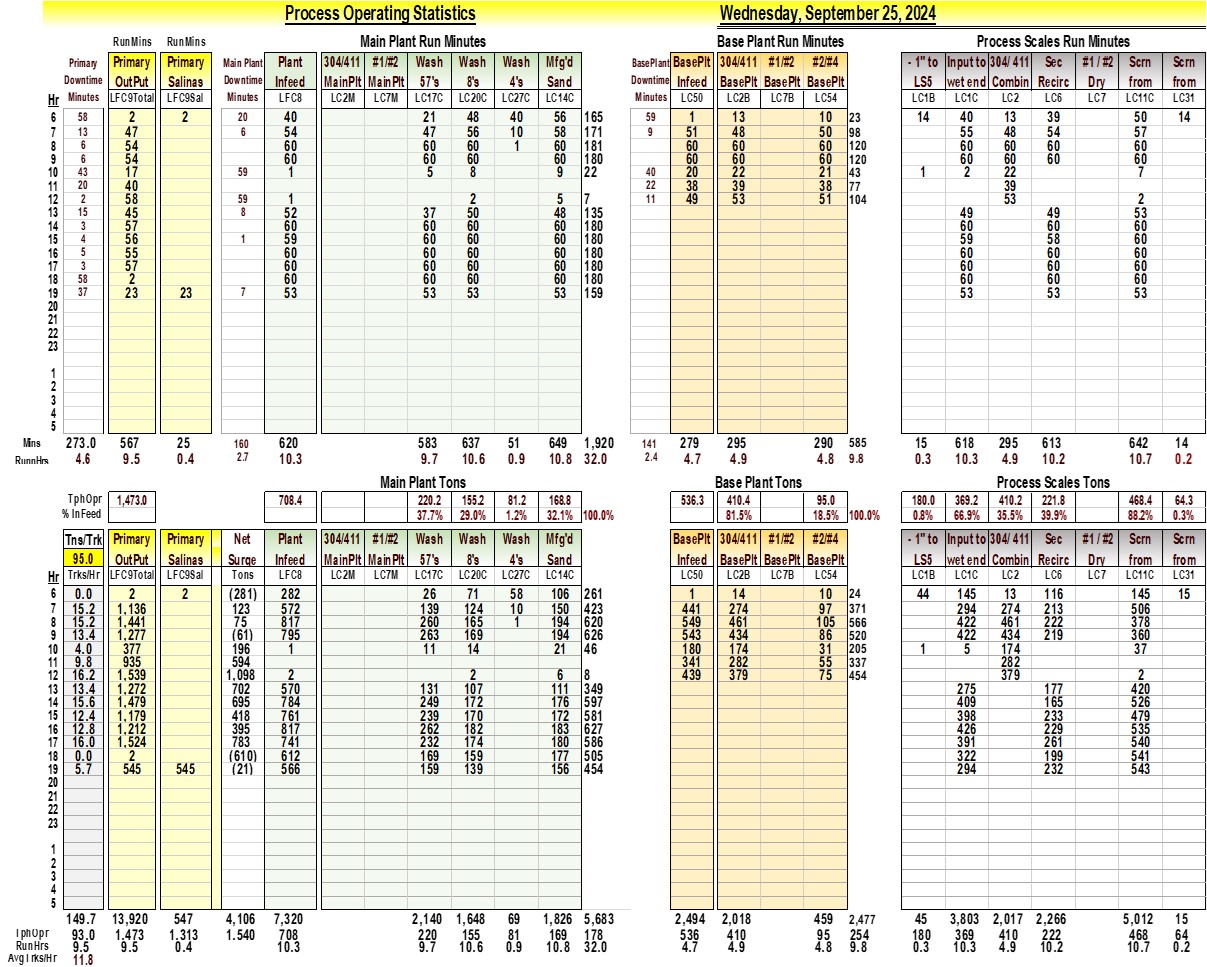 Process Operating Statistics Wednesday, September 25, 2024
RunMins RunMins Main Plant Run Minutes Base Plant Run Minutes Process Scales Run Minutes
Primary Primary Primary Main Plant Plant 304/411 #1/#2 Wash Wash Wash Mfg'd BasePlant BasePlt 304/411 #1/#2 #2/#4 - 1" to Input to 304/ 411 Sec #1 / #2 Scrn Scrn
Downtime OutPut Salinas Downtime Infeed MainPlt MainPlt 57's 8's 4's Sand Downtime Infeed BasePlt BasePlt BasePlt LS5 wet end Combin Recirc Dry from from
Hr Minutes LFC9Total LFC9Sal Minutes LFC8 LC2M LC7M LC17C LC20C LC27C LC14C Minutes LC50 LC2B LC7B LC54 LC1B LC1C LC2 LC6 LC7 LC11C LC31
6 58 2 2 20 40 21 48 40 56 165 59 1 13 10 23 14 40 13 39 50 14
7 13 47 6 54 47 56 10 58 171 9 51 48 50 98 55 48 54 57
8 6 54 60 60 60 1 60 181 60 60 60 120 60 60 60 60
9 6 54 60 60 60 60 180 60 60 60 120 60 60 60 60
10 43 17 59 1 5 8 9 22 40 20 22 21 43 1 2 22 7
11 20 40 22 38 39 38 77 39
12 2 58 59 1 2 5 7 11 49 53 51 104 53 2
13 15 45 8 52 37 50 48 135 49 49 53
14 3 57 60 60 60 60 180 60 60 60
15 4 56 1 59 60 60 60 180 59 58 60
16 5 55 60 60 60 60 180 60 60 60
17 3 57 60 60 60 60 180 60 60 60
18 58 2 60 60 60 60 180 60 60 60
19 37 23 23 7 53 53 53 53 159 53 53 53
20
21
22
23
1
2
3
4
5
Mins 273.0 567 25 160 620 583 637 51 649 1,920 141 279 295 290 585 15 618 295 613 642 14
RunnHrs 4.6 9.5 0.4 2.7 10.3 9.7 10.6 0.9 10.8 32.0 2.4 4.7 4.9 4.8 9.8 0.3 10.3 4.9 10.2 10.7 0.2
Main Plant Tons Base Plant Tons Process Scales Tons
TphOpr 1,473.0 708.4 220.2 155.2 81.2 168.8 536.3 410.4 95.0 180.0 369.2 410.2 221.8 468.4 64.3
% InFeed 37.7% 29.0% 1.2% 32.1% 100.0% 81.5% 18.5% 100.0% 0.8% 66.9% 35.5% 39.9% 88.2% 0.3%
Tns/Trk Primary Primary Net Plant 304/411 #1/#2 Wash Wash Wash Mfg'd BasePlt 304/411 #1/#2 #2/#4 - 1" to Input to 304/ 411 Sec #1 / #2 Scrn Scrn
95.0 OutPut Salinas Surge Infeed MainPlt MainPlt 57's 8's 4's Sand Infeed BasePlt BasePlt BasePlt LS5 wet end Combin Recirc Dry from from
Hr Trks/Hr LFC9Total LFC9Sal Tons LFC8 LC2M LC7M LC17C LC20C LC27C LC14C LC50 LC2B LC7B LC54 LC1B LC1C LC2 LC6 LC7 LC11C LC31
6 0.0 2 2 (281) 282 26 71 58 106 261 1 14 10 24 44 145 13 116 145 15
7 15.2 1,136 123 572 139 124 10 150 423 441 274 97 371 294 274 213 506
8 15.2 1,441 75 817 260 165 1 194 620 549 461 105 566 422 461 222 378
9 13.4 1,277 (61) 795 263 169 194 626 543 434 86 520 422 434 219 360
10 4.0 377 196 1 11 14 21 46 180 174 31 205 1 5 174 37
11 9.8 935 594 341 282 55 337 282
12 16.2 1,539 1,098 2 2 6 8 439 379 75 454 379 2
13 13.4 1,272 702 570 131 107 111 349 275 177 420
14 15.6 1,479 695 784 249 172 176 597 409 165 526
15 12.4 1,179 418 761 239 170 172 581 398 233 479
16 12.8 1,212 395 817 262 182 183 627 426 229 535
17 16.0 1,524 783 741 232 174 180 586 391 261 540
18 0.0 2 (610) 612 169 159 177 505 322 199 541
19 5.7 545 545 (21) 566 159 139 156 454 294 232 543
20
21
22
23
1
2
3
4
5
149.7 13,920 547 4,106 7,320 2,140 1,648 69 1,826 5,683 2,494 2,018 459 2,477 45 3,803 2,017 2,266 5,012 15
TphOpr 93.0 1,473 1,313 1,540 708 220 155 81 169 178 536 410 95 254 180 369 410 222 468 64
RunHrs 9.5 9.5 0.4 10.3 9.7 10.6 0.9 10.8 32.0 4.7 4.9 4.8 9.8 0.3 10.3 4.9 10.2 10.7 0.2
Avg Trks/Hr 11.8